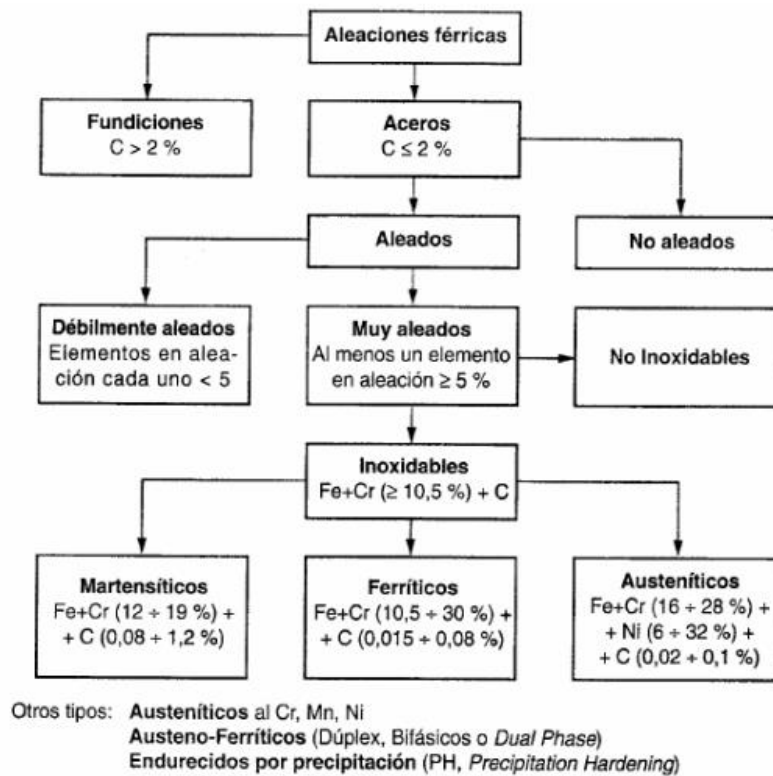 Aleaciones férricas
Fundiciones
C > 2 %
Aceros
C ≤ 2 %
Aleados
No aleados
Débilmente aleados
Elementos en alea-
ción cada uno < 5
Muy aleados
Al menos un elemento
en aleación ≥ 5 %
No Inoxidables
Inoxidables
Fe+Cr (≥ 10,5 %) + C
Martensíticos
Fe+Cr (12 ÷ 19 %) +
+ C (0,08 ÷ 1,2 %)
Ferríticos
Fe+Cr (10,5 ÷ 30 %) +
+ C (0,015 ÷ 0,08 %)
Austeníticos
Fe+Cr (16 ÷ 28 %) +
+ Ni (6 ÷ 32 %) +
+ C (0,02 ÷ 0,1 %)
Otros tipos: Austeníticos al Cr, Mn, Ni
Austeno-Ferríticos (Dúplex, Bifásicos o Dual Phase)
Endurecidos por precipitación (PH, Precipitation Hardening)